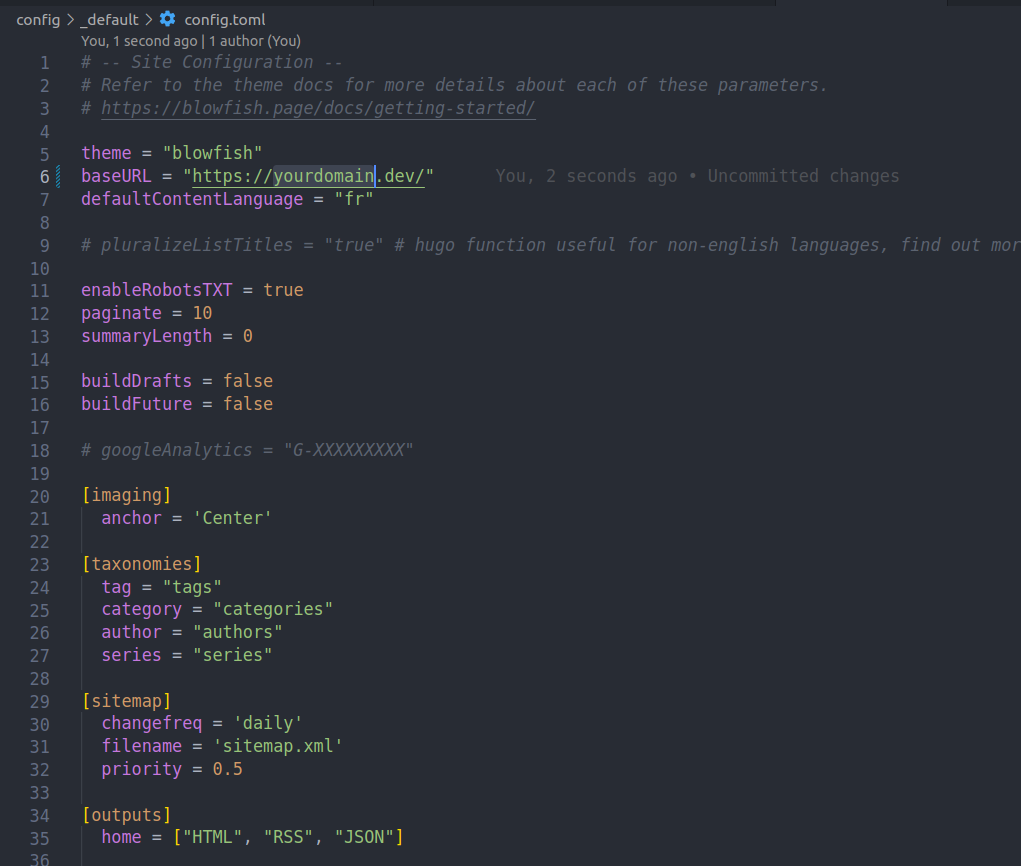 config > _default > config.toml
You, 1 second ago | 1 author (You)
1 # -- Site Configuration --
2 # Refer to the theme docs for more details about each of these parameters.
3 # https://blowfish.page/docs/getting-started/
4
5 theme = "blowfish"
6 baseURL = "https://yourdomain.dev/" You, 2 seconds ago • Uncommitted changes
7 defaultContentLanguage = "fr"
8
9 # pluralizeListTitles = "true" # hugo function useful for non-english languages, find out mor
10
11 enableRobotsTXT = true
12 paginate = 10
13 summaryLength = 0
14
15 buildDrafts = false
16 buildFuture = false
17
18 # googleAnalytics = "G-XXXXXXXXX"
19
20 [imaging]
21 anchor = 'Center'
22
23 [taxonomies]
24 tag = "tags"
25 category = "categories"
26 author = "authors"
27 series = "series"
28
29 [sitemap]
30 changefreq = 'daily'
31 filename = 'sitemap.xml'
32 priority = 0.5
33
34 [outputs]
35 home = ["HTML", "RSS", "JSON"]
36